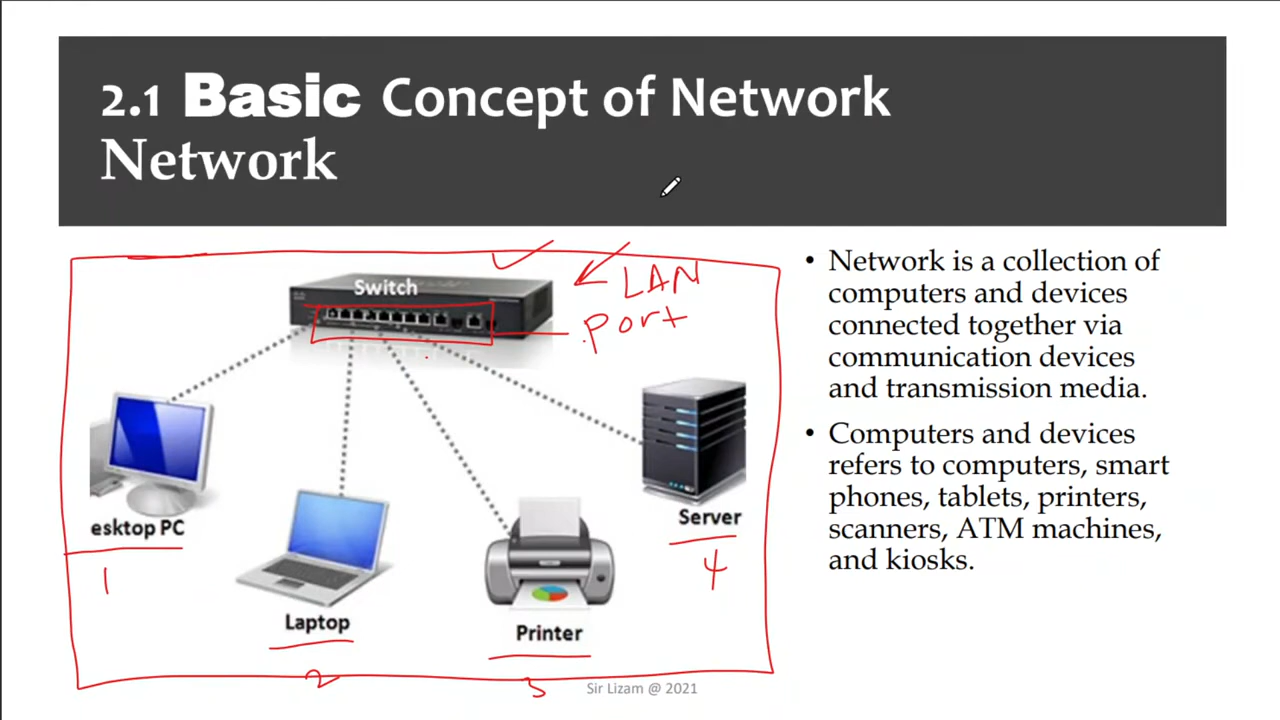 2.1 Basic Concept of Network
Network
Switch
LAN
port
esktop PC
1
Laptop
2
Printer
3
Server
4
• Network is a collection of
computers and devices
connected together via
communication devices
and transmission media.
• Computers and devices
refers to computers, smart
phones, tablets, printers,
scanners, ATM machines,
and kiosks.
Sir Lizam @ 2021